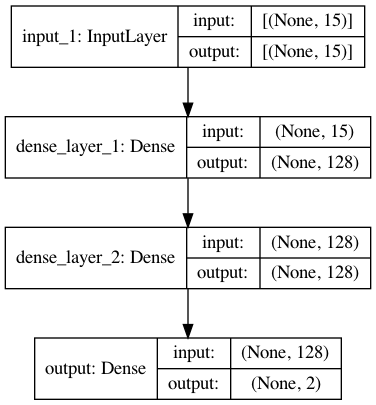 input_1: InputLayer
input: [(None, 15)]
output: [(None, 15)]
dense_layer_1: Dense
input: (None, 15)
output: (None, 128)
dense_layer_2: Dense
input: (None, 128)
output: (None, 128)
output: Dense
input: (None, 128)
output: (None, 2)